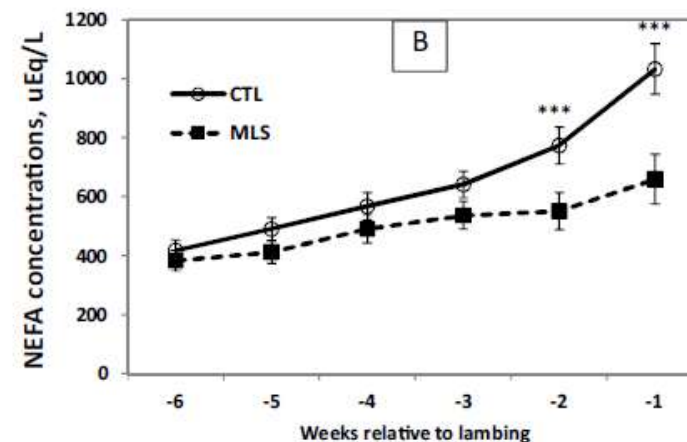 B
1200
***
1000
CTL
***
MLS
800
600
400
200
0
NEFA concentrations, uEq/L
-6 -5 -4 -3 -2 -1
Weeks relative to lambing